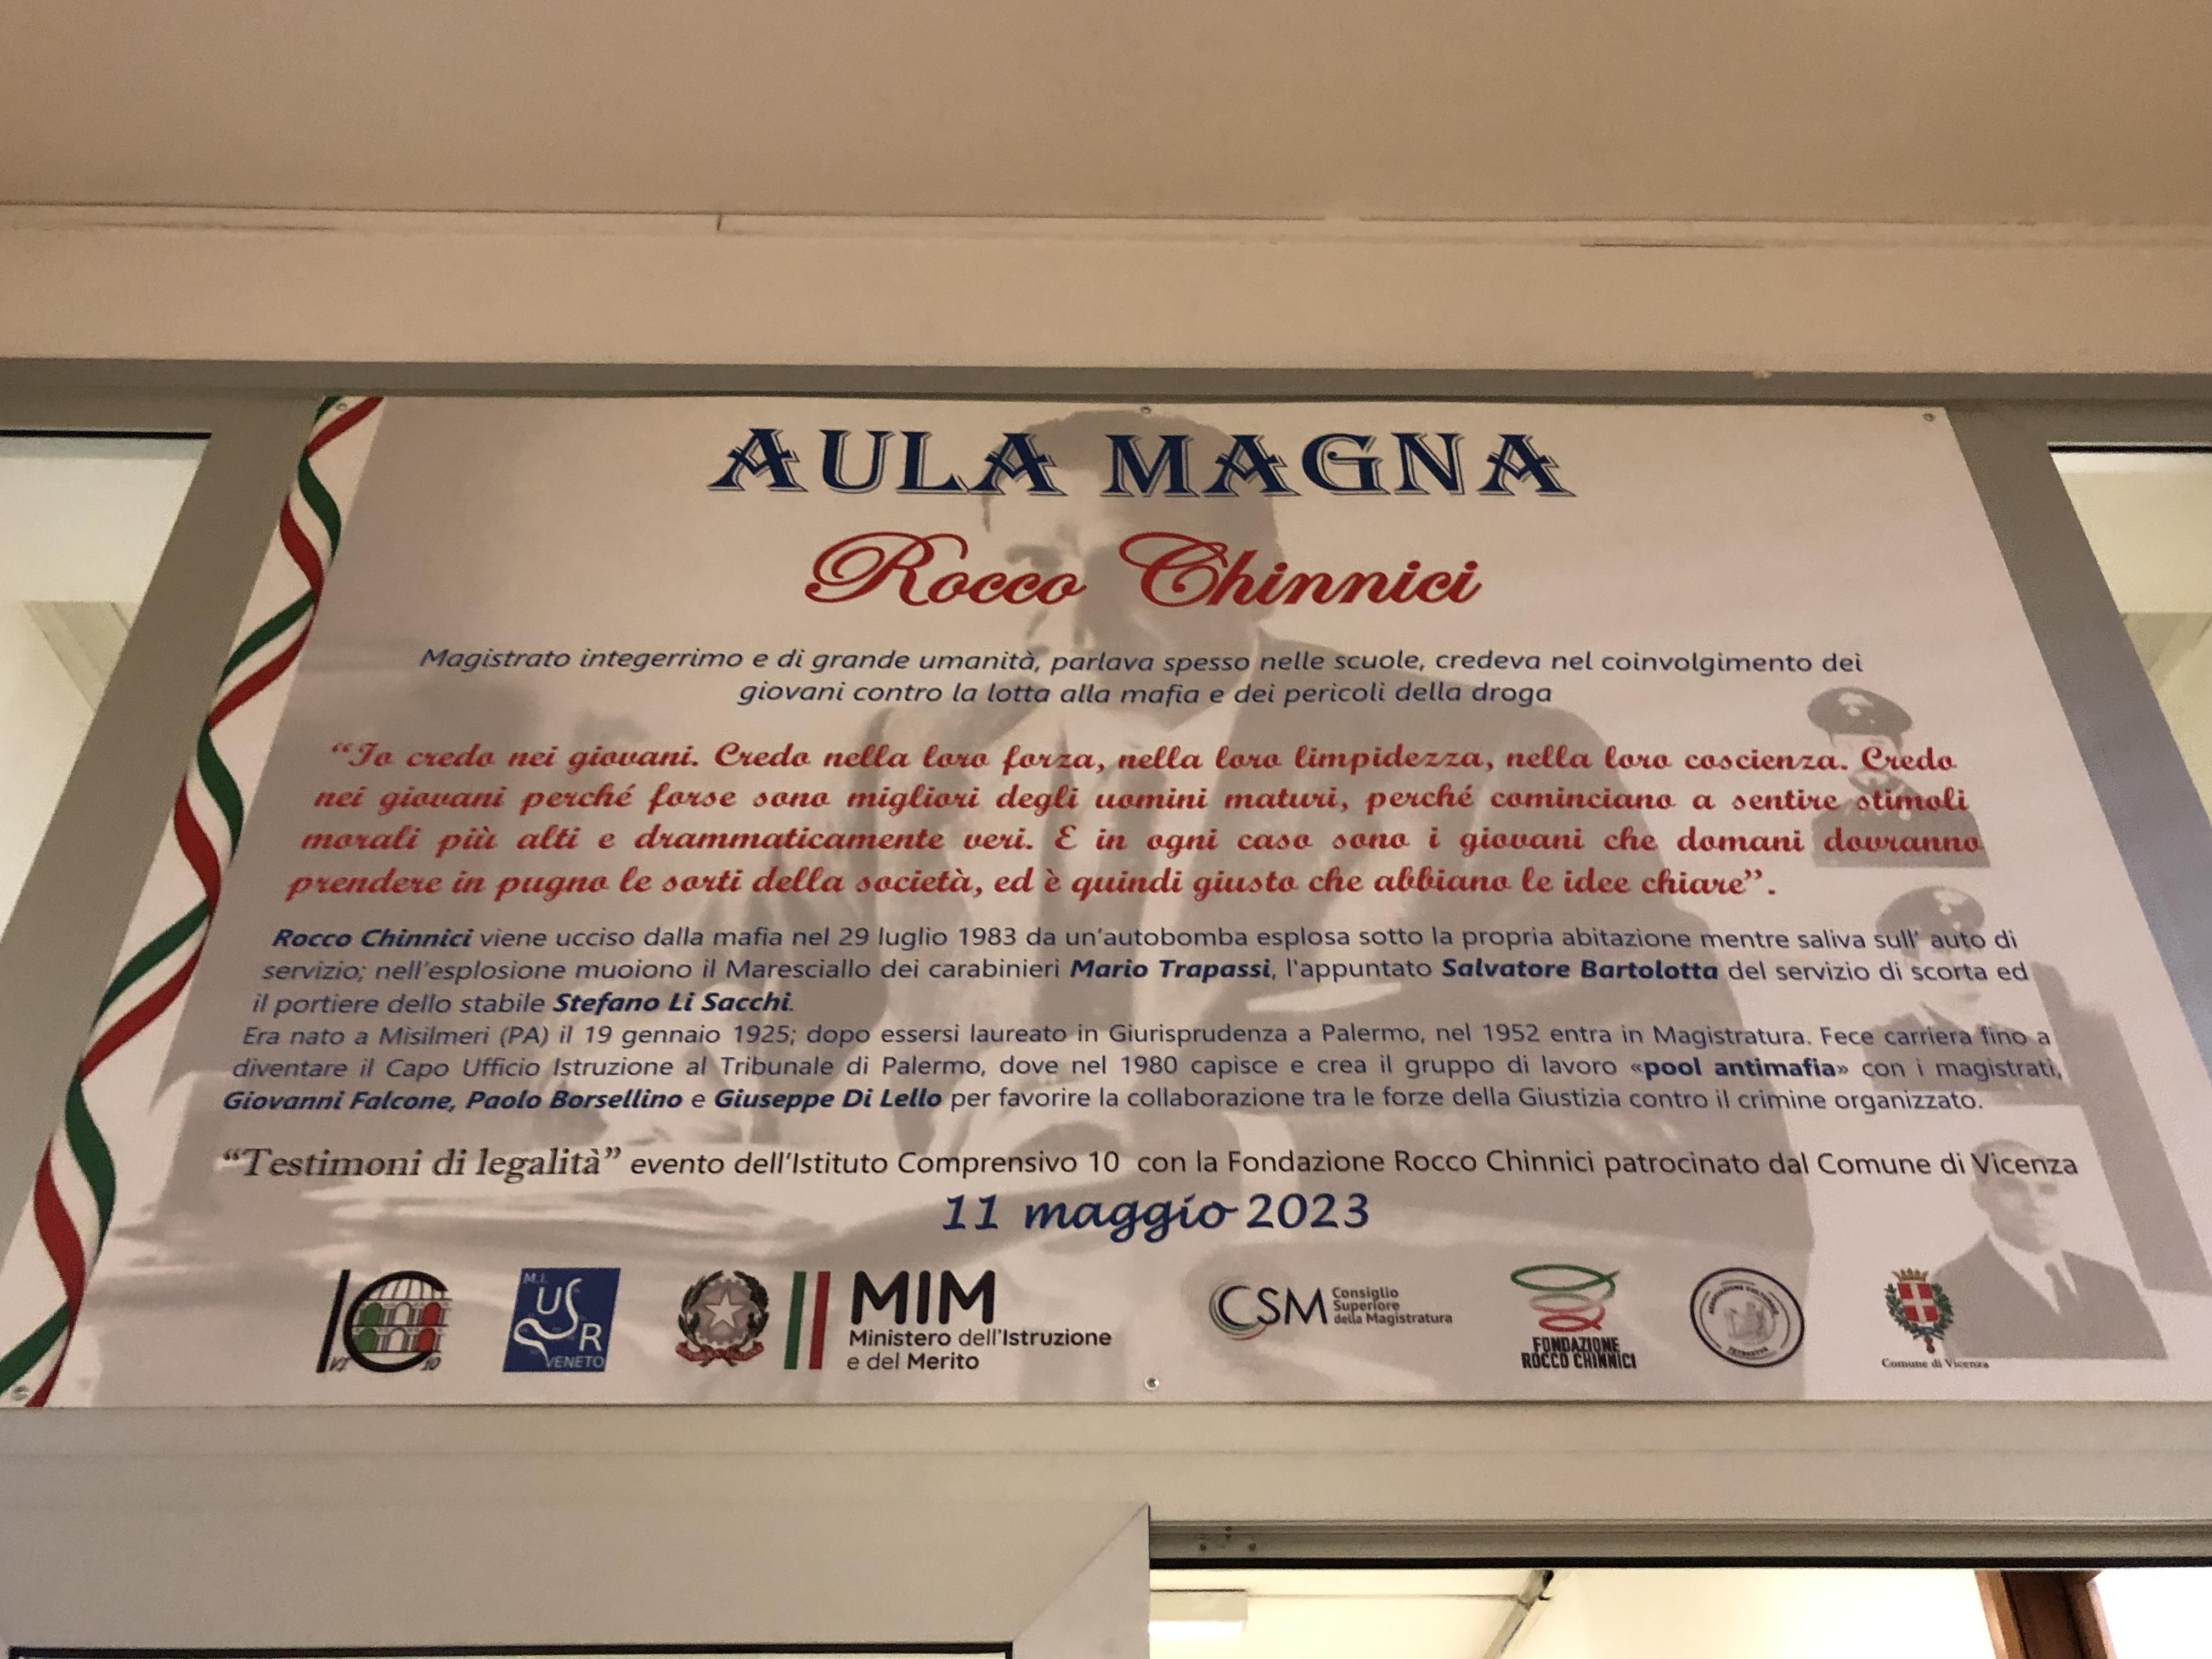 AULA MAGNA
Rocco Chinnici
Magistrato integerrimo e di grande umanità, parlava spesso nelle scuole, credeva nel coinvolgimento dei
giovani contro la lotta alla mafia e dei pericoli della droga
“Io credo nei giovani. Credo nella loro forza, nella loro limpidezza, nella loro coscienza. Credo
nei giovani perché forse sono migliori degli uomini maturi, perché cominciano a sentire stimoli
morali più alti e drammaticamente veri. E in ogni caso sono i giovani che domani dovranno
prendere in pugno le sorti della società, ed è quindi giusto che abbiano le idee chiare”.
Rocco Chinnici viene ucciso dalla mafia nel 29 luglio 1983 da un'autobomba esplosa sotto la propria abitazione mentre saliva sull' auto di
servizio; nell'esplosione muoiono il Maresciallo dei carabinieri Mario Trapassi, l'appuntato Salvatore Bartolotta del servizio di scorta ed
il portiere dello stabile Stefano Li Sacchi.
Era nato a Misilmeri (PA) il 19 gennaio 1925; dopo essersi laureato in Giurisprudenza a Palermo, nel 1952 entra in Magistratura. Fece carriera fino a
diventare il Capo Ufficio Istruzione al Tribunale di Palermo, dove nel 1980 capisce e crea il gruppo di lavoro «pool antimafia» con i magistrati,
Giovanni Falcone, Paolo Borsellino e Giuseppe Di Lello per favorire la collaborazione tra le forze della Giustizia contro il crimine organizzato.
“Testimoni di legalità” evento dell'Istituto Comprensivo 10 con la Fondazione Rocco Chinnici patrocinato dal Comune di Vicenza
11 maggio 2023
IC VI 10
M.I. USR VENETO
MIM
Ministero dell'Istruzione
e del Merito
CSM Consiglio
Superiore
della Magistratura
FONDAZIONE
ROCCO CHINNICI
ASSOCIAZIONE CULTURALE
Comune di Vicenza